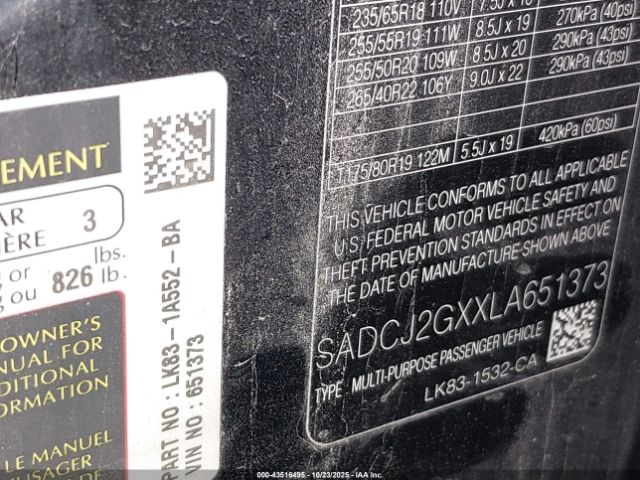 EMENT
AR
IÈRE 3
lbs.
g or
g ou 826 lb.
OWNER'S
NUAL FOR
DITIONAL
ORMATION
LE MANUEL
USAGER
PART NO : LK83-1A552-BA
VIN NO : 651373
235/65R18 110V
255/55R19 111W 8.5J x 19 270kPa (40psi)
255/50R20 109W 8.5J x 20 290kPa (43psi)
265/40R22 106Y 9.0J x 22 290kPa (43psi)
T175/80R19 122M 5.5J x 19 420kPa (60psi)
THIS VEHICLE CONFORMS TO ALL APPLICABLE
U.S FEDERAL MOTOR VEHICLE SAFETY AND
THEFT PREVENTION STANDARDS IN EFFECT ON
THE DATE OF MANUFACTURE SHOWN ABOVE
SADCJ2GXXLA651373
TYPE : MULTI-PURPOSE PASSENGER VEHICLE
LK83-1532-CA
000-43516495 - 10/23/2025 - IAA, Inc.